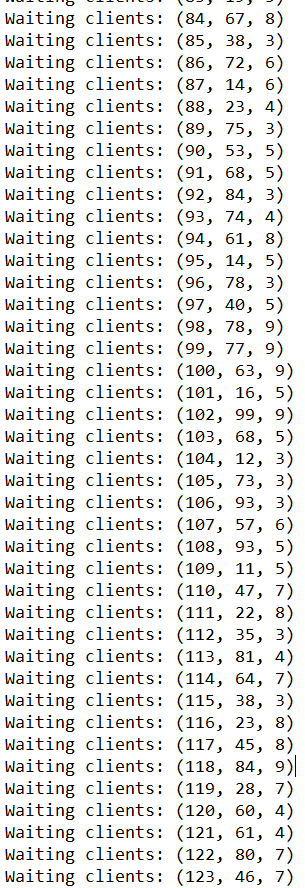 Waiting clients: (84, 67, 8)
Waiting clients: (85, 38, 3)
Waiting clients: (86, 72, 6)
Waiting clients: (87, 14, 6)
Waiting clients: (88, 23, 4)
Waiting clients: (89, 75, 3)
Waiting clients: (90, 53, 5)
Waiting clients: (91, 68, 5)
Waiting clients: (92, 84, 3)
Waiting clients: (93, 74, 4)
Waiting clients: (94, 61, 8)
Waiting clients: (95, 14, 5)
Waiting clients: (96, 78, 3)
Waiting clients: (97, 40, 5)
Waiting clients: (98, 78, 9)
Waiting clients: (99, 77, 9)
Waiting clients: (100, 63, 9)
Waiting clients: (101, 16, 5)
Waiting clients: (102, 99, 9)
Waiting clients: (103, 68, 5)
Waiting clients: (104, 12, 3)
Waiting clients: (105, 73, 3)
Waiting clients: (106, 93, 3)
Waiting clients: (107, 57, 6)
Waiting clients: (108, 93, 5)
Waiting clients: (109, 11, 5)
Waiting clients: (110, 47, 7)
Waiting clients: (111, 22, 8)
Waiting clients: (112, 35, 3)
Waiting clients: (113, 81, 4)
Waiting clients: (114, 64, 7)
Waiting clients: (115, 38, 3)
Waiting clients: (116, 23, 8)
Waiting clients: (117, 45, 8)
Waiting clients: (118, 84, 9)
Waiting clients: (119, 28, 7)
Waiting clients: (120, 60, 4)
Waiting clients: (121, 61, 4)
Waiting clients: (122, 80, 7)
Waiting clients: (123, 46, 7)